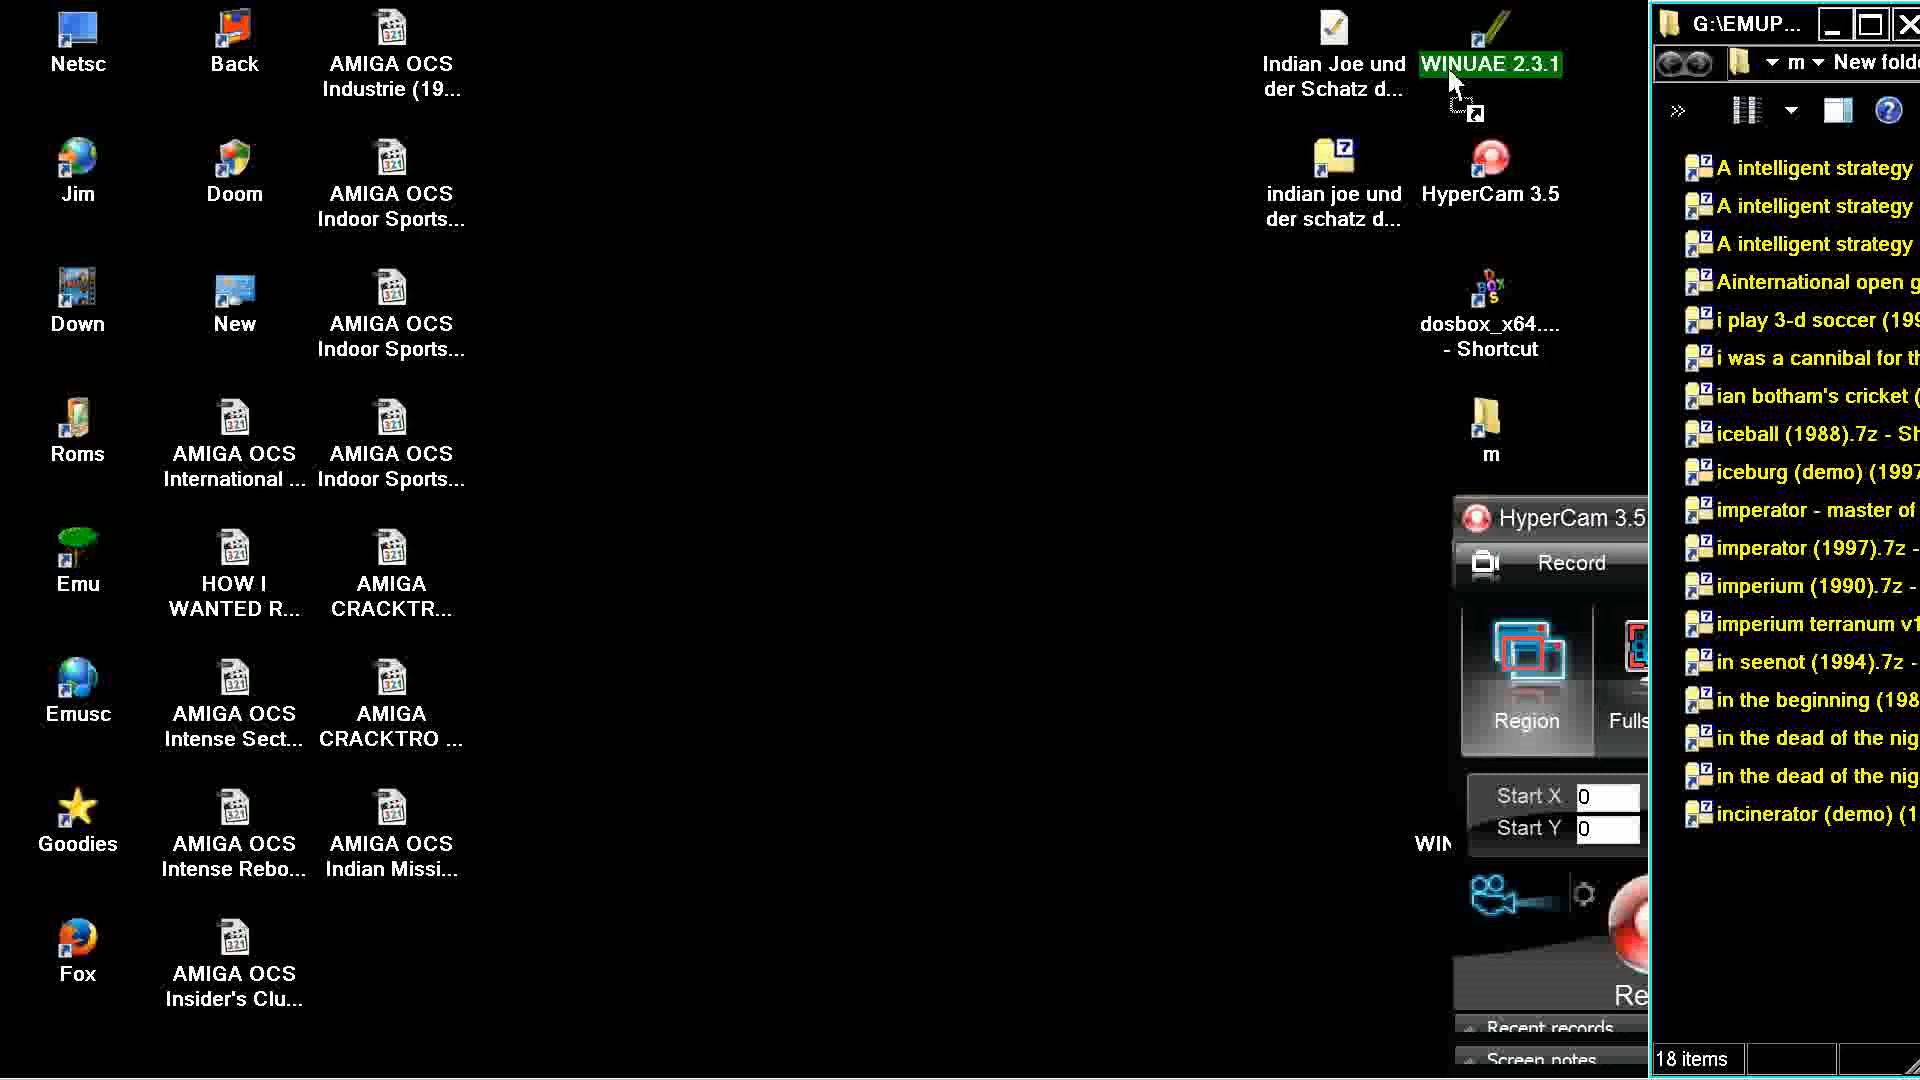 Netsc
Jim
Down
Roms
Emu
Emusc
Goodies
Fox
Back
Doom
New
AMIGA OCS
International ...
HOW I
WANTED R...
AMIGA OCS
Intense Sect...
AMIGA OCS
Intense Rebo...
AMIGA OCS
Insider's Clu...
AMIGA OCS
Industrie (19...
AMIGA OCS
Indoor Sports...
AMIGA OCS
Indoor Sports...
AMIGA OCS
Indoor Sports...
AMIGA
CRACKTR...
AMIGA
CRACKTRO ...
AMIGA OCS
Indian Missi...
Indian Joe und
der Schatz d...
indian joe und
der schatz d...
WINUAE 2.3.1
HyperCam 3.5
dosbox_x64....
- Shortcut
m
WIN
HyperCam 3.5
Record
Region
Fulls
Start X 0
Start Y 0
Re
Recent records
Screen notes
G:\EMUP...
m New folde
A intelligent strategy
A intelligent strategy
A intelligent strategy
Ainternational open g
i play 3-d soccer (199
i was a cannibal for th
ian botham's cricket (
iceball (1988).7z - Sh
iceburg (demo) (1997
imperator - master of
imperator (1997).7z -
imperium (1990).7z -
imperium terranum v1
in seenot (1994).7z -
in the beginning (198
in the dead of the nig
in the dead of the nig
incinerator (demo) (1
18 items